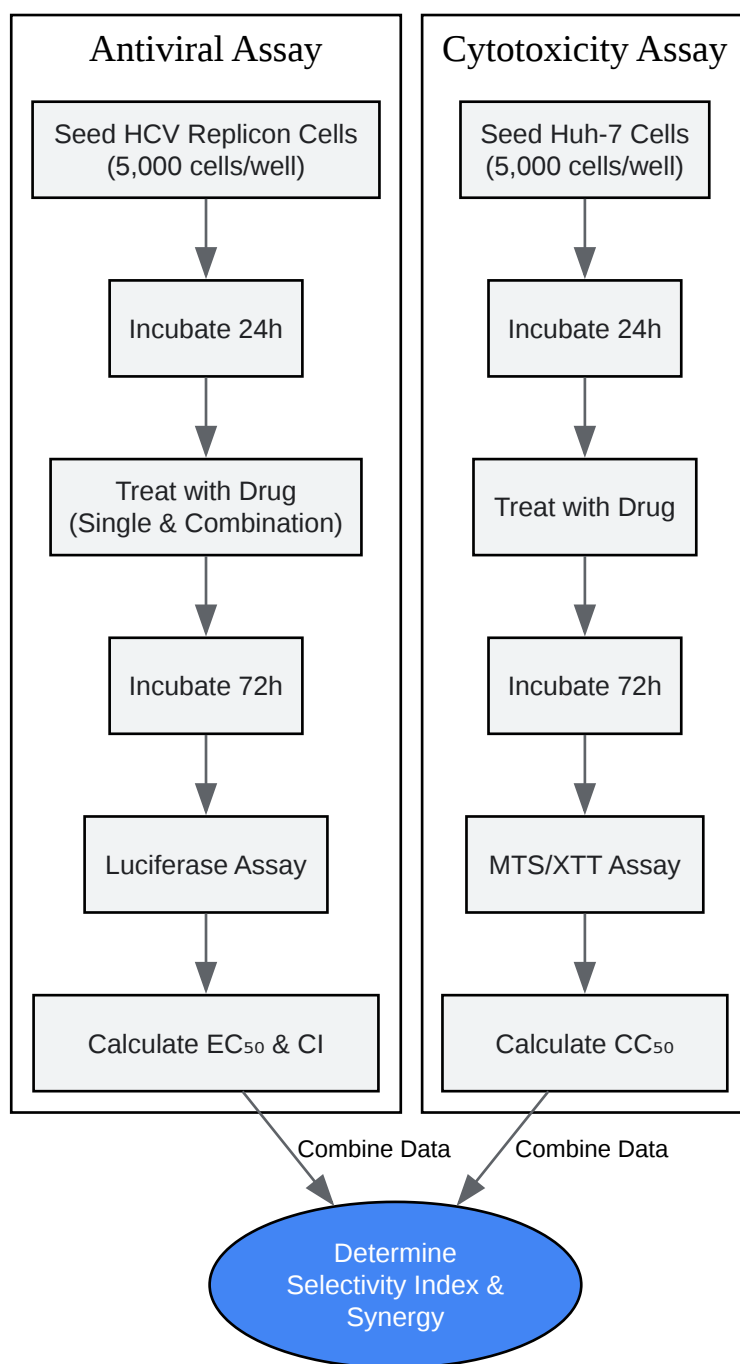 Antiviral Assay
Seed HCV Replicon Cells
(5,000 cells/well)
Incubate 24h
Treat with Drug
(Single & Combination)
Incubate 72h
Luciferase Assay
Calculate EC₅₀ & CI
Combine Data
Cytotoxicity Assay
Seed Huh-7 Cells
(5,000 cells/well)
Incubate 24h
Treat with Drug
Incubate 72h
MTS/XTT Assay
Calculate CC₅₀
Combine Data
Determine
Selectivity Index &
Synergy